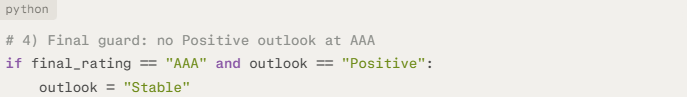 python
# 4) Final guard: no Positive outlook at AAA
if final_rating == "AAA" and outlook == "Positive":
    outlook = "Stable"